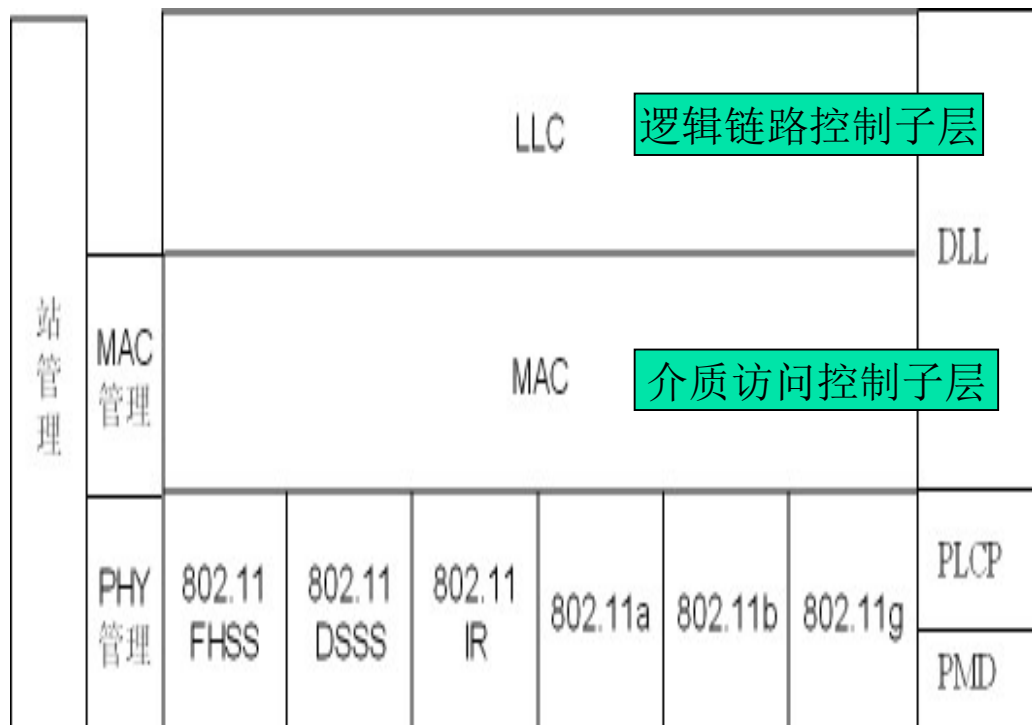 LLC
逻辑链路控制子层
DLL
站
管
理
MAC
管理
MAC
介质访问控制子层
PHY
管理
802.11
FHSS
802.11
DSSS
802.11
IR
802.11a
802.11b
802.11g
PLCP
PMD